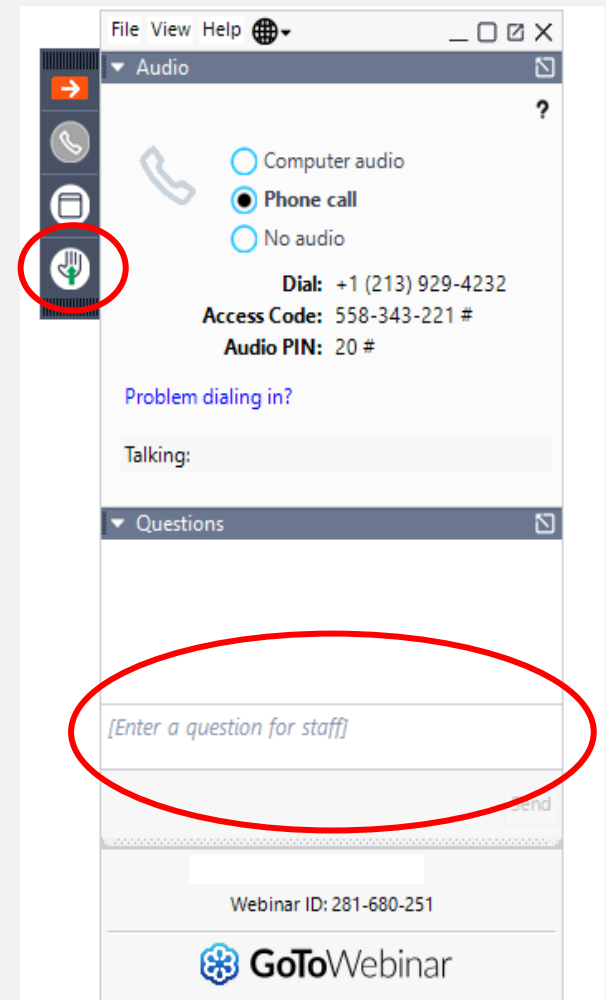 File View Help
Audio
?
Computer audio
Phone call
No audio
Dial: +1 (213) 929-4232
Access Code: 558-343-221 #
Audio PIN: 20 #
Problem dialing in?
Talking:
Questions
[Enter a question for staff]
Send
Webinar ID: 281-680-251
GoToWebinar